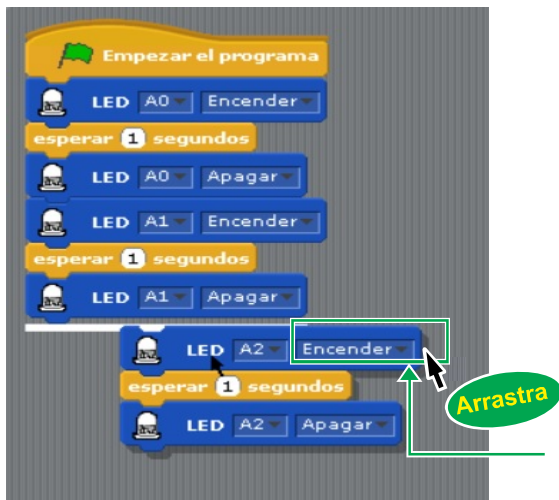 Empezar el programa
LED A0 Encender
esperar 1 segundos
LED A0 Apagar
LED A1 Encender
esperar 1 segundos
LED A1 Apagar
LED A2 Encender
esperar 1 segundos
Arrastra
LED A2 Apagar